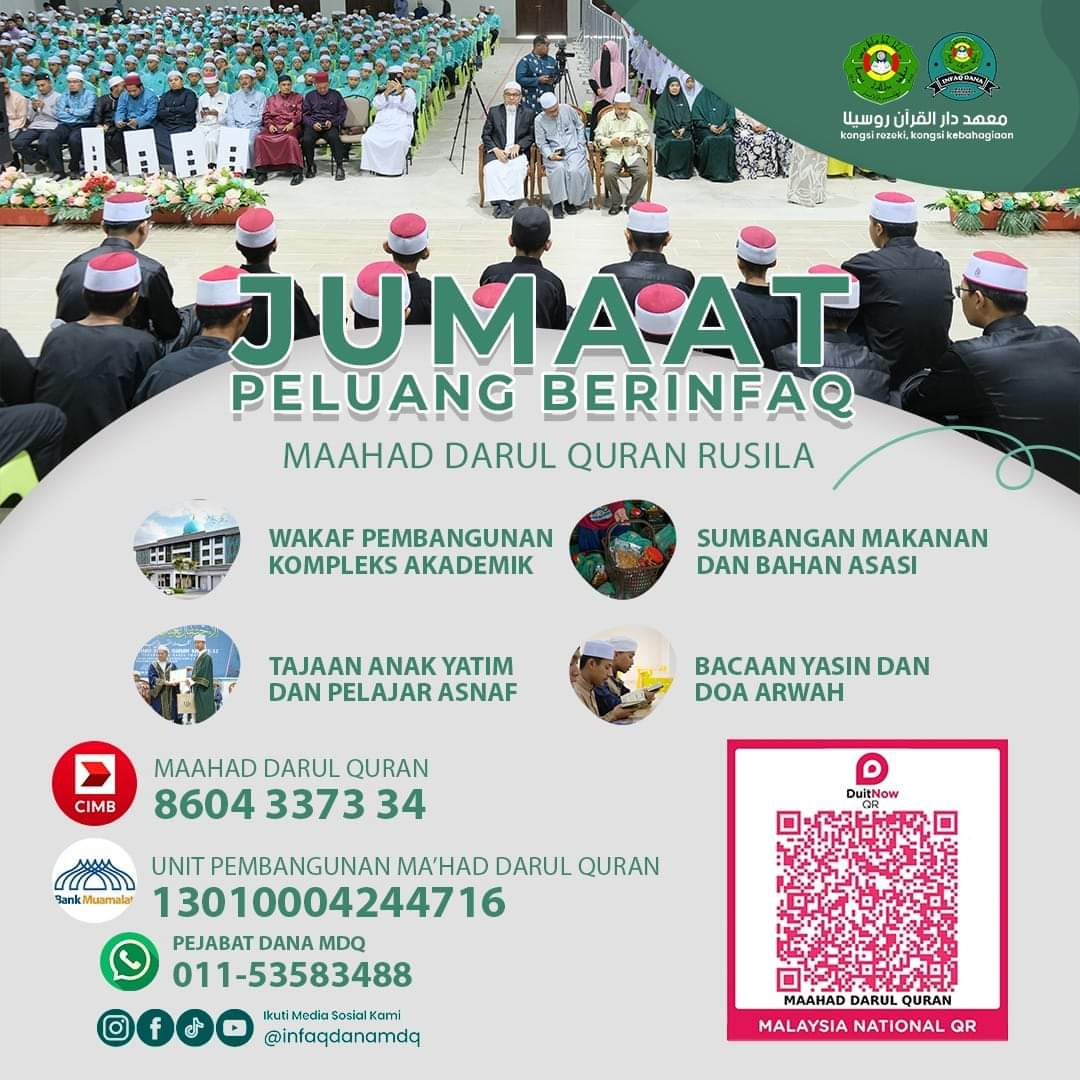 INFAQ DANA
معهد دار القرآن روسيلا
kongsi rezeki, kongsi kebahagiaan
JUMAAT
PELUANG BERINFAQ
MAAHAD DARUL QURAN RUSILA
WAKAF PEMBANGUNAN
KOMPLEKS AKADEMIK
SUMBANGAN MAKANAN
DAN BAHAN ASASI
TAJAAN ANAK YATIM
DAN PELAJAR ASNAF
BACAAN YASIN DAN
DOA ARWAH
CIMB
MAAHAD DARUL QURAN
8604 3373 34
Bank Muamalat
UNIT PEMBANGUNAN MA'HAD DARUL QURAN
13010004244716
PEJABAT DANA MDQ
011-53583488
Ikuti Media Sosial Kami
@infaqdanamdq
DuitNow
QR
MAAHAD DARUL QURAN
MALAYSIA NATIONAL QR